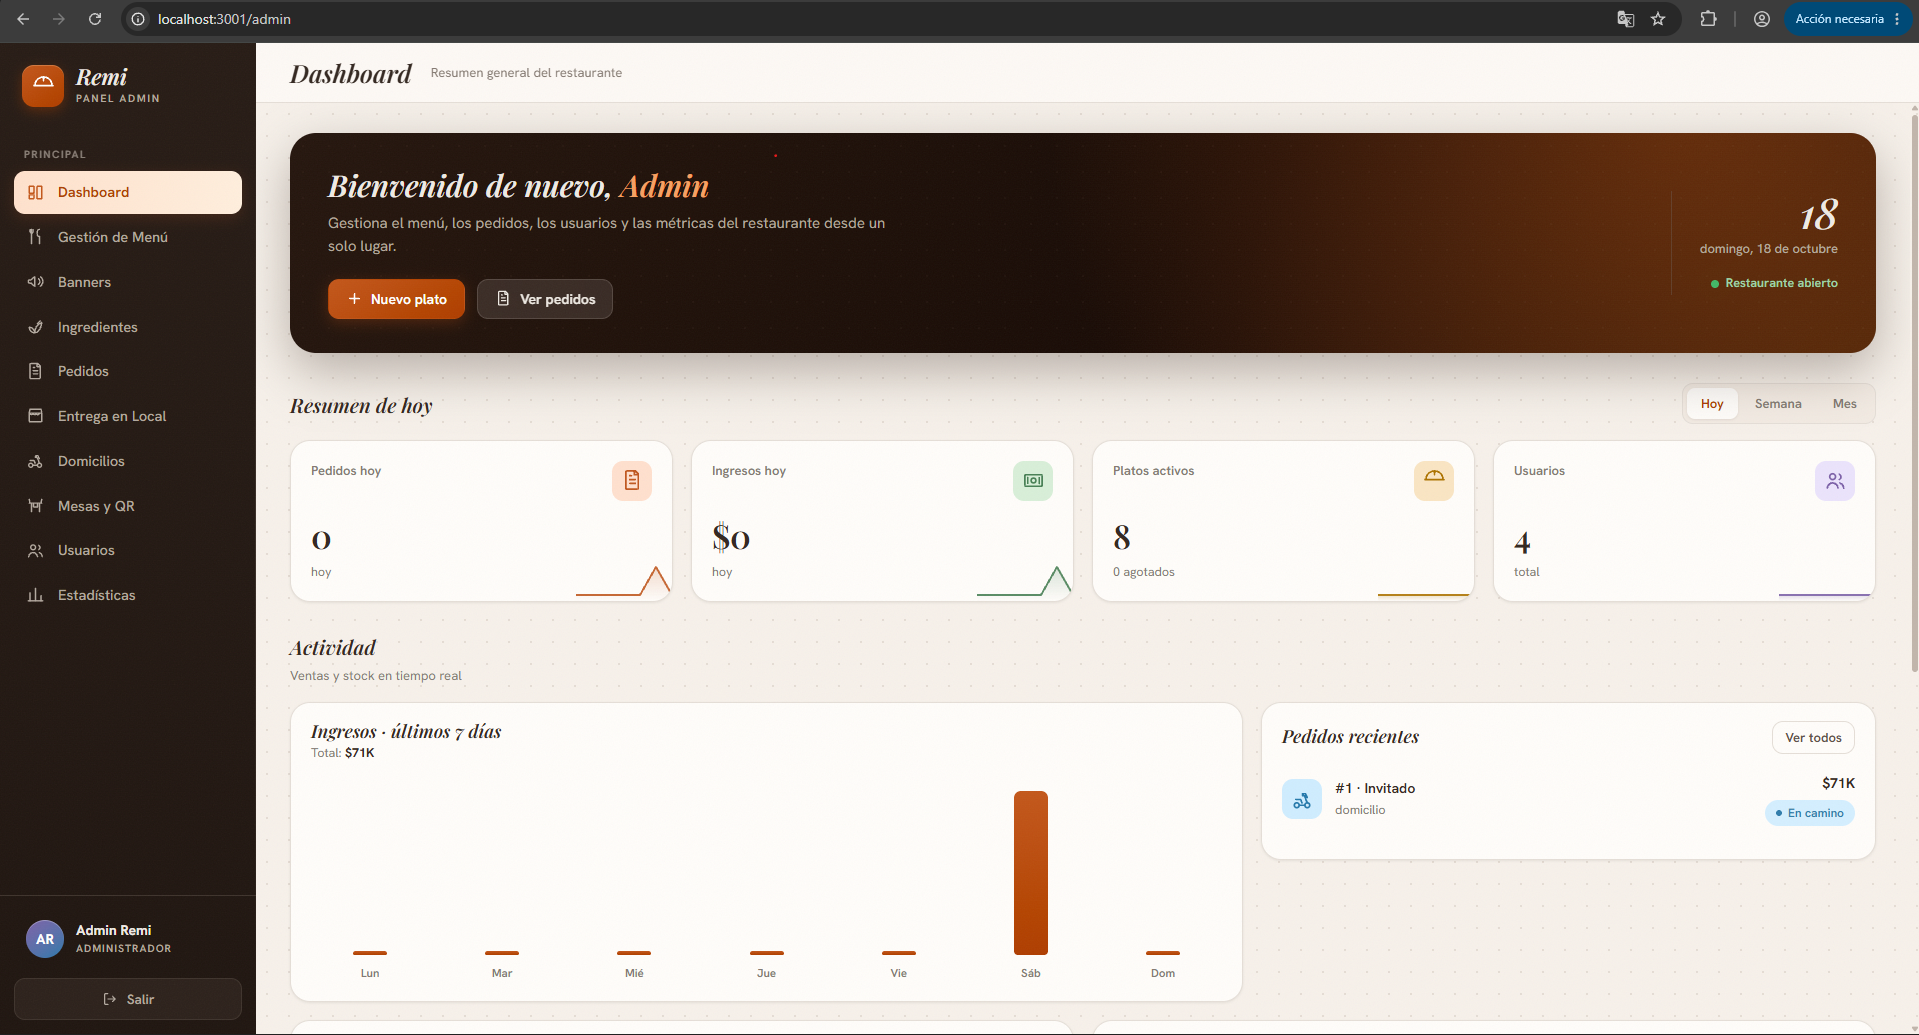 localhost:3001/admin
Acción necesaria
Remi
PANEL ADMIN
PRINCIPAL
Dashboard
Gestión de Menú
Banners
Ingredientes
Pedidos
Entrega en Local
Domicilios
Mesas y QR
Usuarios
Estadísticas
AR
Admin Remi
ADMINISTRADOR
Salir
Dashboard
Resumen general del restaurante
Bienvenido de nuevo, Admin
Gestiona el menú, los pedidos, los usuarios y las métricas del restaurante desde un
solo lugar.
+ Nuevo plato
Ver pedidos
18
domingo, 18 de octubre
Restaurante abierto
Resumen de hoy
Hoy
Semana
Mes
Pedidos hoy
0
hoy
Ingresos hoy
$0
hoy
Platos activos
8
0 agotados
Usuarios
4
total
Actividad
Ventas y stock en tiempo real
Ingresos · últimos 7 días
Total: $71K
Lun
Mar
Mié
Jue
Vie
Sáb
Dom
Pedidos recientes
Ver todos
#1 · Invitado
domicilio
$71K
En camino